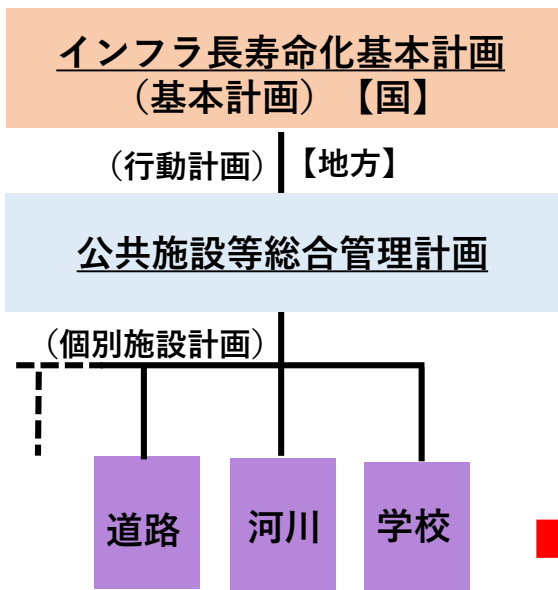 インフラ長寿命化基本計画
（基本計画）【国】
（行動計画）【地方】
公共施設等総合管理計画
（個別施設計画）
道路
河川
学校